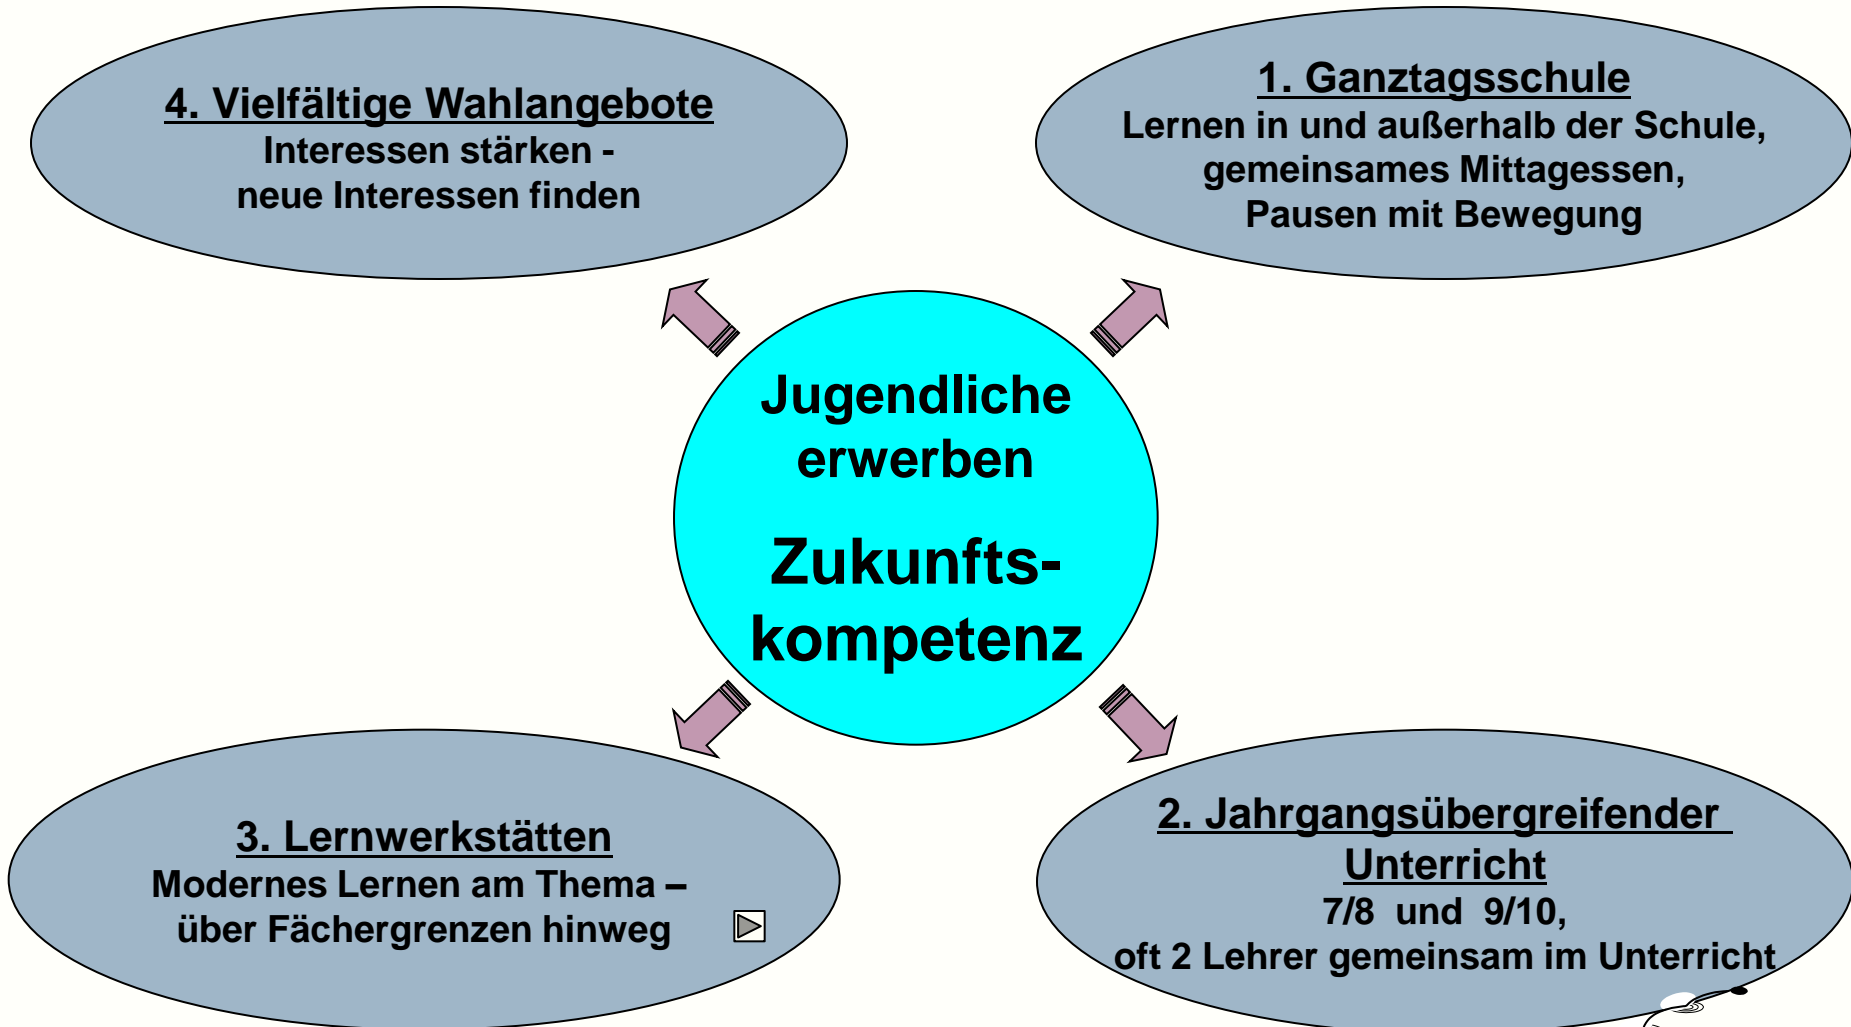 4. Vielfältige Wahlangebote
Interessen stärken -
neue Interessen finden
1. Ganztagsschule
Lernen in und außerhalb der Schule,
gemeinsames Mittagessen,
Pausen mit Bewegung
Jugendliche
erwerben
Zukunfts-
kompetenz
3. Lernwerkstätten
Modernes Lernen am Thema –
über Fächergrenzen hinweg
2. Jahrgangsübergreifender
Unterricht
7/8 und 9/10,
oft 2 Lehrer gemeinsam im Unterricht